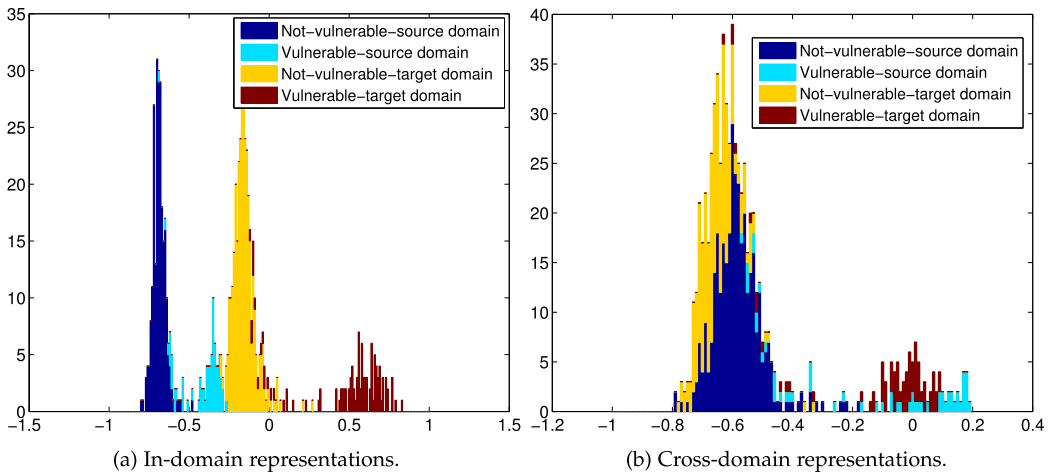 35
30
25
20
15
10
5
0
−1.5 −1 −0.5 0 0.5 1 1.5
Not−vulnerable−source domain
Vulnerable−source domain
Not−vulnerable−target domain
Vulnerable−target domain
(a) In-domain representations.
40
35
30
25
20
15
10
5
0
−1.2 −1 −0.8 −0.6 −0.4 −0.2 0 0.2 0.4
Not−vulnerable−source domain
Vulnerable−source domain
Not−vulnerable−target domain
Vulnerable−target domain
(b) Cross-domain representations.